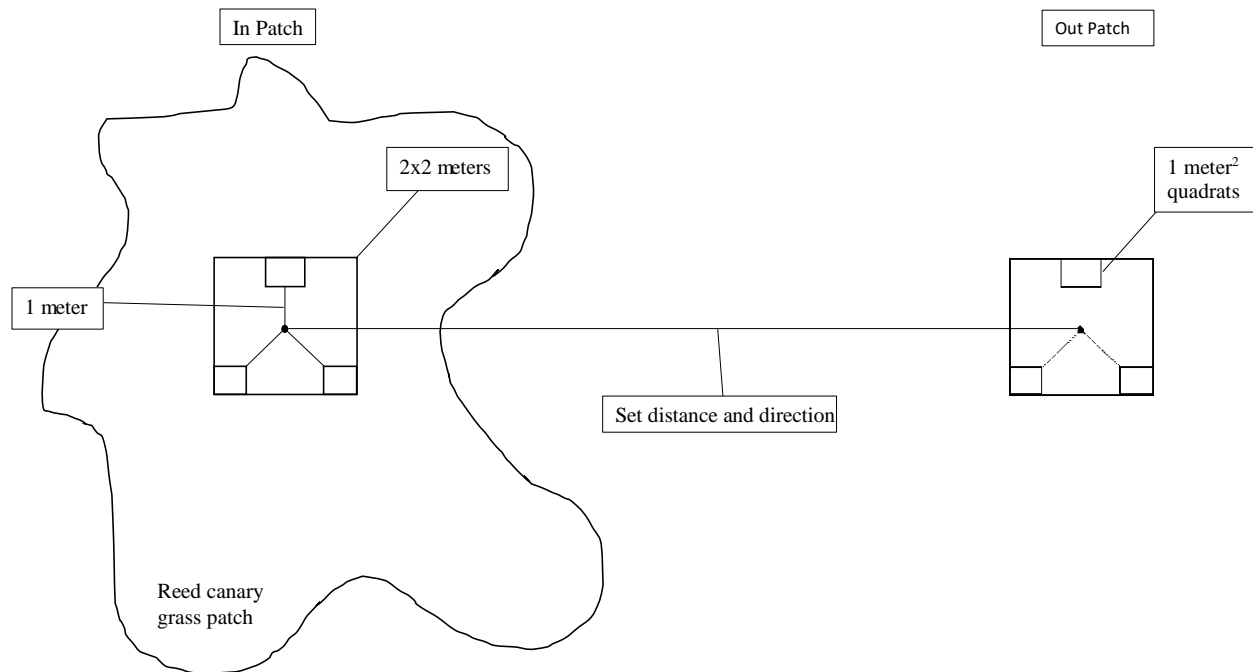 In Patch
Out Patch
2x2 meters
1 meter²
quadrats
1 meter
Set distance and direction
Reed canary
grass patch